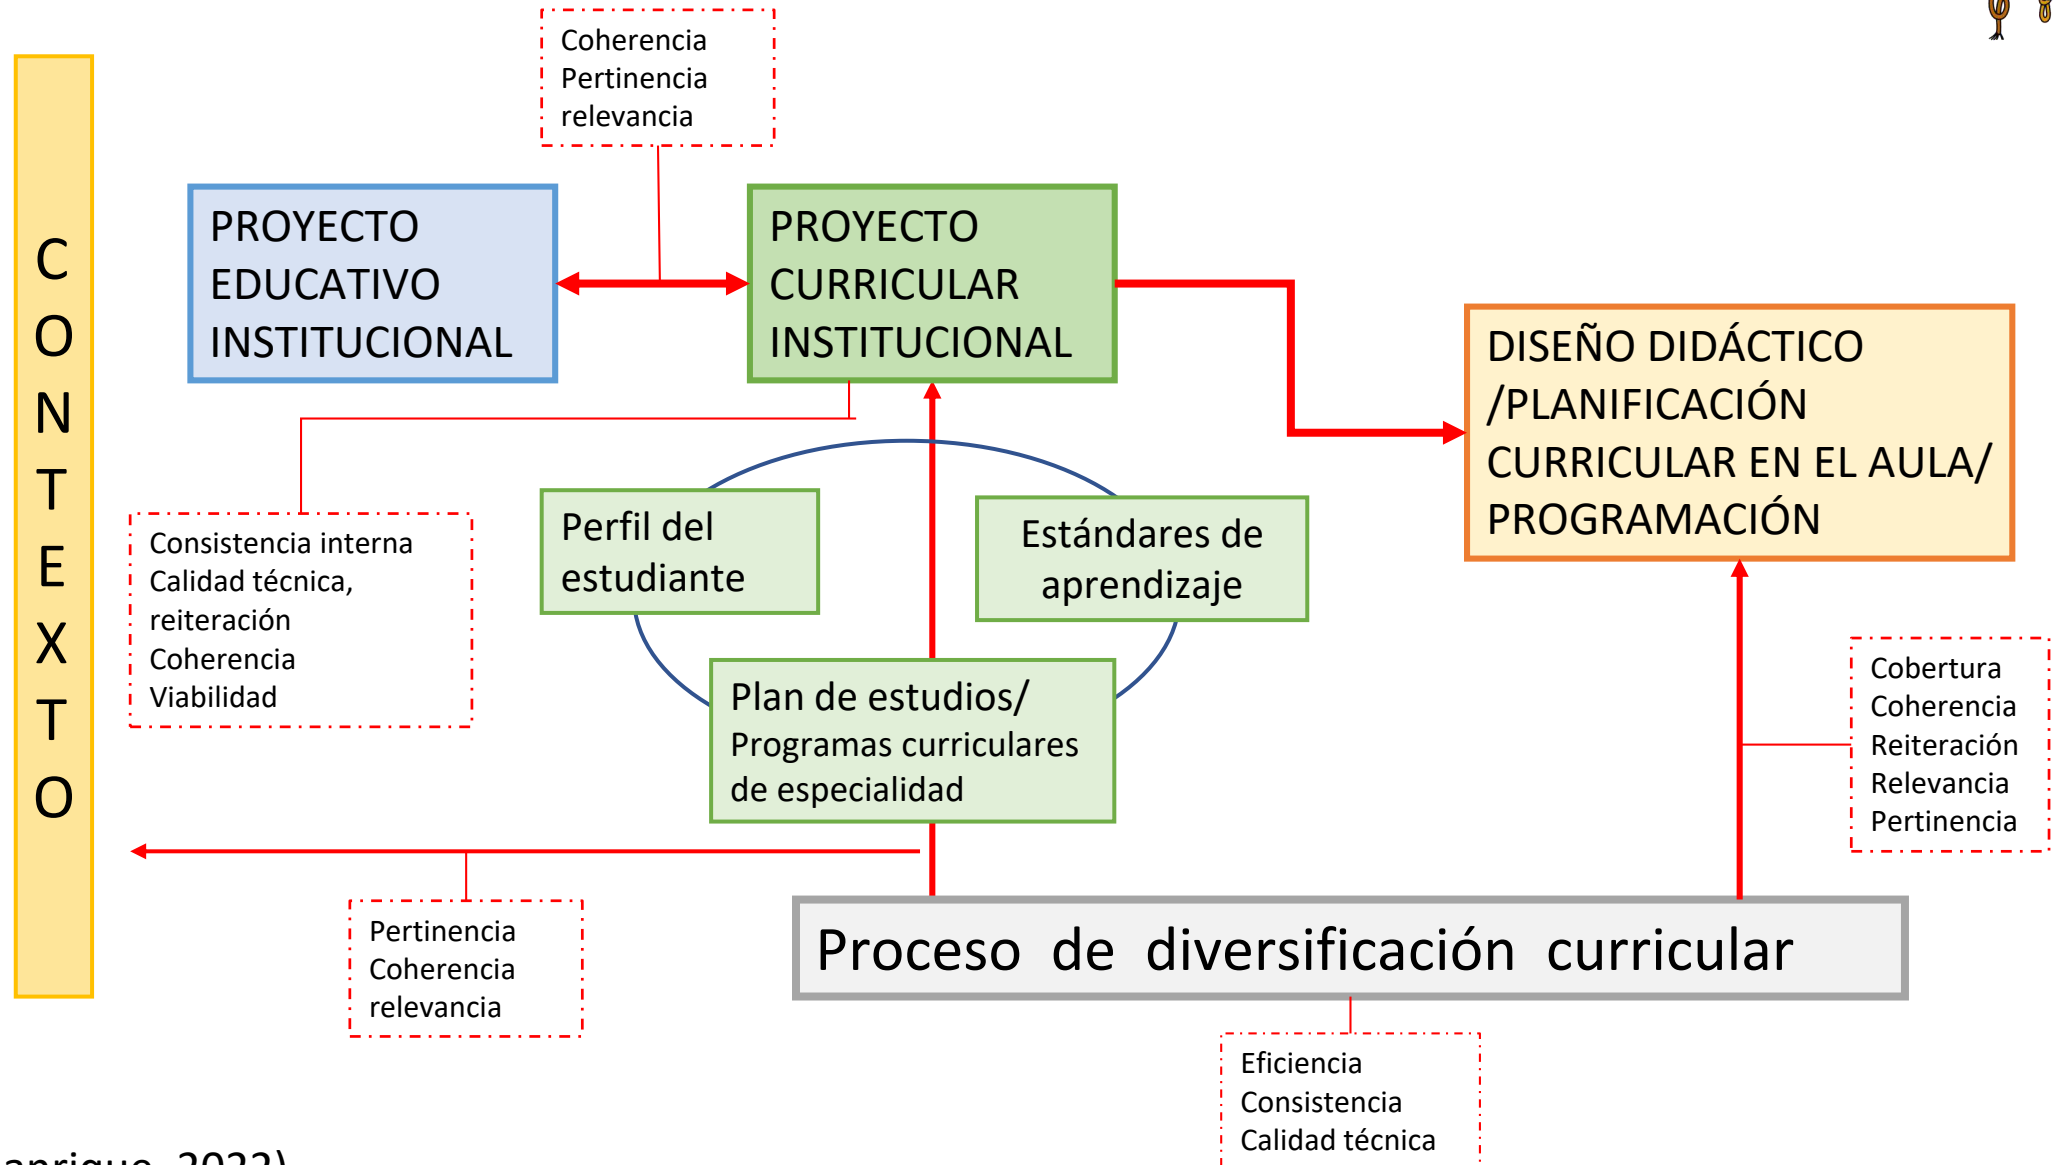 Coherencia
Pertinencia
relevancia
C
O
N
T
E
X
T
O
PROYECTO
EDUCATIVO
INSTITUCIONAL
PROYECTO
CURRICULAR
INSTITUCIONAL
DISEÑO DIDÁCTICO
/PLANIFICACIÓN
CURRICULAR EN EL AULA/
PROGRAMACIÓN
Consistencia interna
Calidad técnica,
reiteración
Coherencia
Viabilidad
Perfil del
estudiante
Estándares de
aprendizaje
Plan de estudios/
Programas curriculares
de especialidad
Cobertura
Coherencia
Reiteración
Relevancia
Pertinencia
Pertinencia
Coherencia
relevancia
Proceso de diversificación curricular
Eficiencia
Consistencia
Calidad técnica
2022)